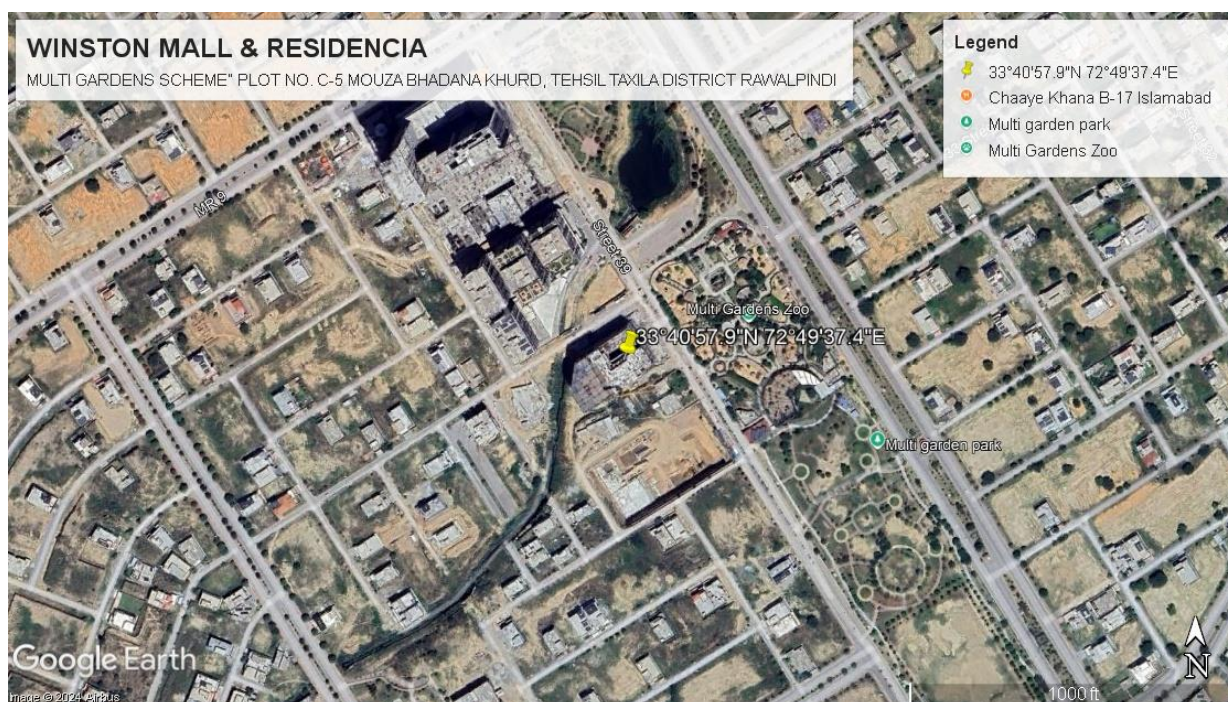 WINSTON MALL & RESIDENCIA
MULTI GARDENS SCHEME" PLOT NO. C-5 MOUZA BHADANA KHURD, TEHSIL TAXILA DISTRICT RAWALPINDI
Legend
33°40'57.9"N 72°49'37.4"E
Chaaye Khana B-17 Islamabad
Multi garden park
Multi Gardens Zoo
MR 9
Street 39
Multi Gardens Zoo
33°40'57.9"N 72°49'37.4"E
Multi garden park
Google Earth
Image © 2024 Airbus
1000 ft
N